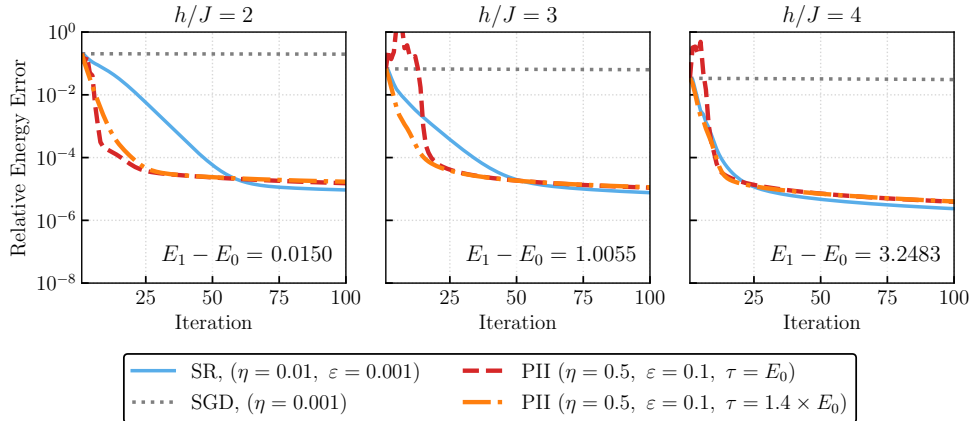 h/J = 2
h/J = 3
h/J = 4
Relative Energy Error
10^0
10^−2
10^−4
10^−6
10^−8
E_1 − E_0 = 0.0150
E_1 − E_0 = 1.0055
E_1 − E_0 = 3.2483
25 50 75 100
25 50 75 100
25 50 75 100
Iteration
Iteration
Iteration
SR, (η = 0.01, ε = 0.001)
SGD, (η = 0.001)
PII (η = 0.5, ε = 0.1, τ = E_0)
PII (η = 0.5, ε = 0.1, τ = 1.4 × E_0)